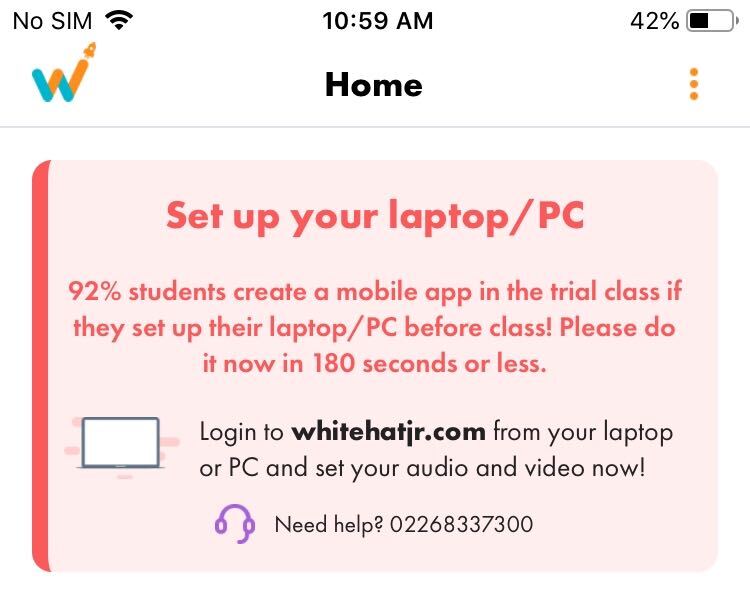 No SIM 10:59 AM 42%
Home
Set up your laptop/PC
92% students create a mobile app in the trial class if
they set up their laptop/PC before class! Please do
it now in 180 seconds or less.
Login to whitehatjr.com from your laptop
or PC and set your audio and video now!
Need help? 02268337300